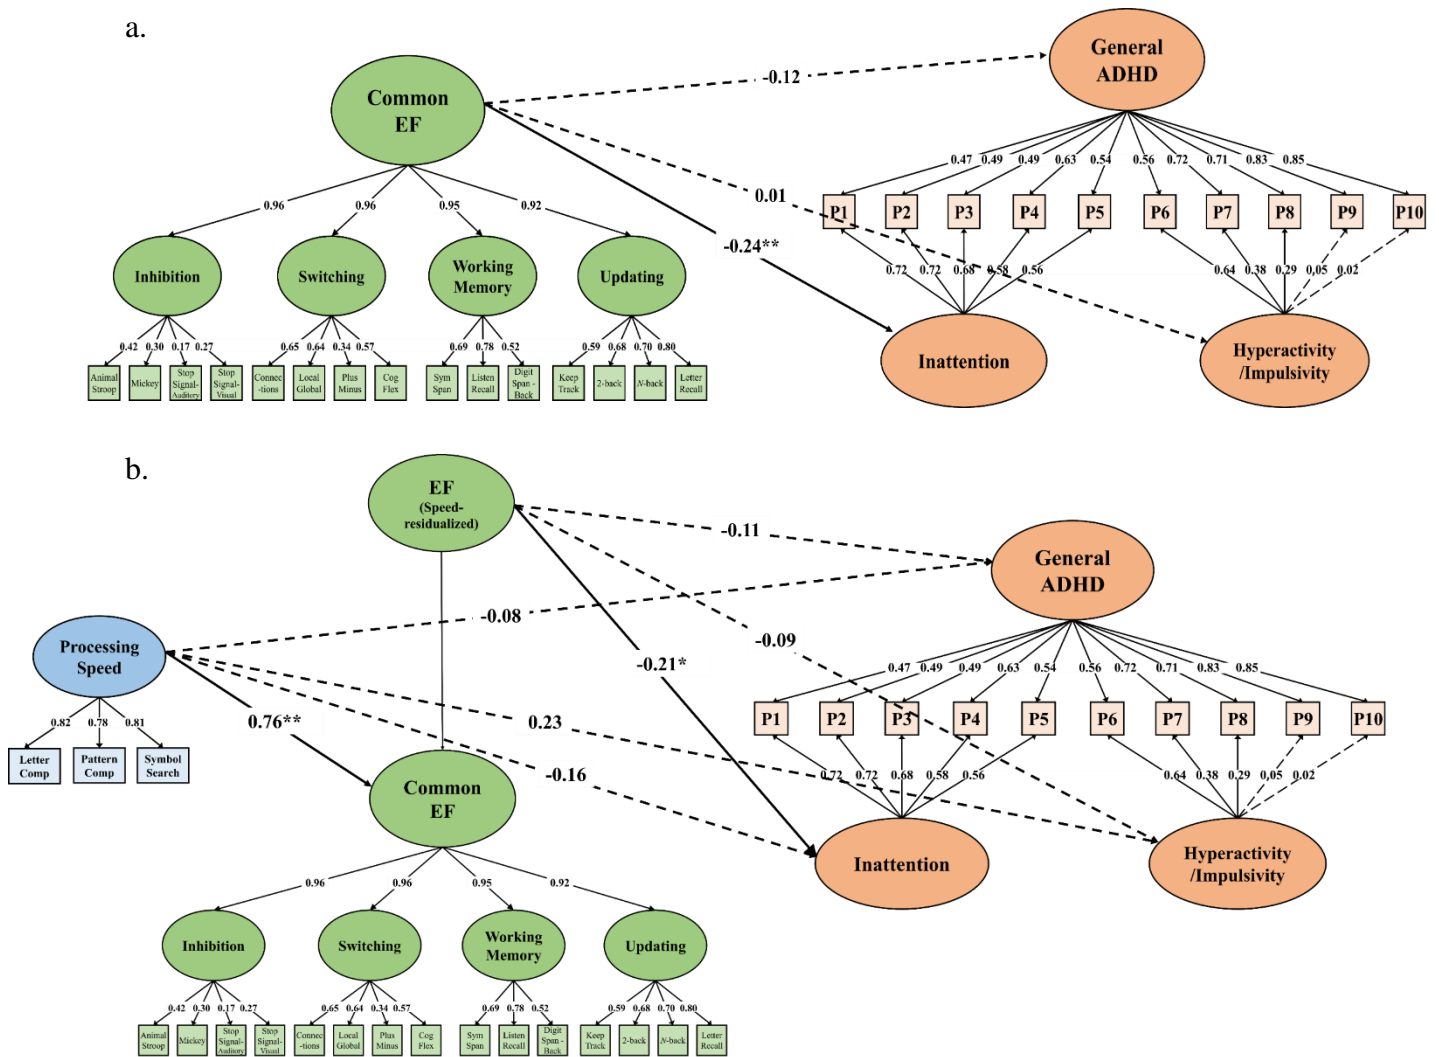 a.
General
ADHD
Common
EF
-0.12
0.01
-0.24**
0.47 0.49 0.49 0.63 0.54 0.56 0.72 0.71 0.83 0.85
P1 P2 P3 P4 P5 P6 P7 P8 P9 P10
0.96 0.96 0.95 0.92
0.72 0.72 0.68 0.58 0.56 0.64 0.38 0.29 0,05 0.02
Inhibition
Switching
Working
Memory
Updating
0.42 0.30 0.17 0.27 0.65 0.64 0.34 0.57 0.69 0.78 0.52 0.59 0.68 0.70 0.80
Animal
Stroop
Mickey
Stop
Signal-
Auditory
Stop
Signal-
Visual
Connec-
-tions
Local
Global
Plus
Minus
Cog
Flex
Sym
Span
Listen
Recall
Digit
Span -
Back
Keep
Track
2-back
N-back
Letter
Recall
Inattention
Hyperactivity
/Impulsivity
b.
EF
(Speed-
residualized)
-0.11
General
ADHD
-0.08
-0.09
-0.21*
Processing
Speed
0.82 0.78 0.81
Letter
Comp
Pattern
Comp
Symbol
Search
0.76**
0.23
-0.16
0.47 0.49 0.49 0.63 0.54 0.56 0.72 0.71 0.83 0.85
P1 P2 P3 P4 P5 P6 P7 P8 P9 P10
0.72 0.72 0.68 0.58 0.56 0.64 0.38 0.29 0,05 0.02
Common
EF
Inattention
Hyperactivity
/Impulsivity
0.96 0.96 0.95 0.92
Inhibition
Switching
Working
Memory
Updating
0.42 0.30 0.17 0.27 0.65 0.64 0.34 0.57 0.69 0.78 0.52 0.59 0.68 0.70 0.80
Animal
Stroop
Mickey
Stop
Signal-
Auditory
Stop
Signal-
Visual
Connec-
-tions
Local
Global
Plus
Minus
Cog
Flex
Sym
Span
Listen
Recall
Digit
Span -
Back
Keep
Track
2-back
N-back
Letter
Recall